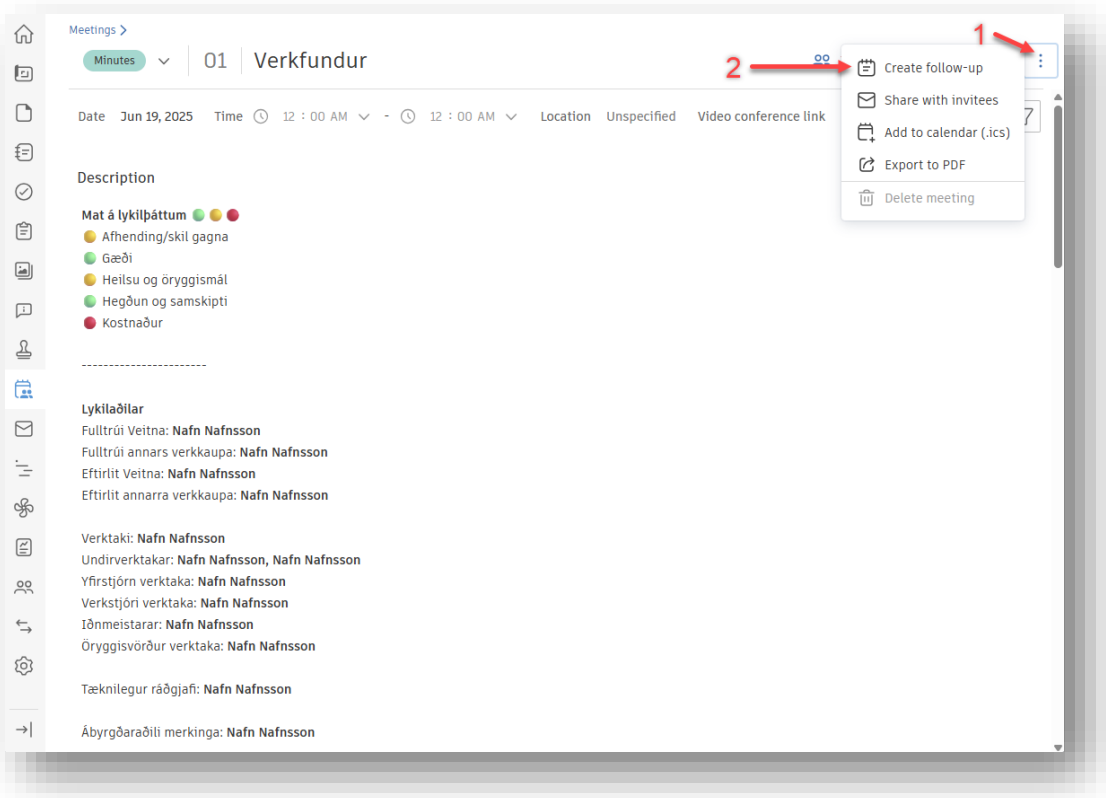 Meetings
1
Minutes
01
Verkfundur
2
Create follow-up
Share with invitees
Add to calendar (.ics)
Export to PDF
Delete meeting
Date Jun 19, 2025 Time 12 : 00 AM - 12 : 00 AM Location Unspecified Video conference link
Description
Mat á lykilþáttum
Afhending/skil gagna
Gæði
Heilsu og öryggismál
Hegðun og samskipti
Kostnaður
-----------------------
Lykilaðilar
Fulltrúi Veitna: Nafn Nafnsson
Fulltrúi annars verkkaupa: Nafn Nafnsson
Eftirlit Veitna: Nafn Nafnsson
Eftirlit annarra verkkaupa: Nafn Nafnsson
Verktaki: Nafn Nafnsson
Undirverktakar: Nafn Nafnsson, Nafn Nafnsson
Yfirstjórn verktaka: Nafn Nafnsson
Verkstjóri verktaka: Nafn Nafnsson
Iðnmeistarar: Nafn Nafnsson
Öryggisvörður verktaka: Nafn Nafnsson
Tæknilegur ráðgjafi: Nafn Nafnsson
Ábyrgðaraðili merkinga: Nafn Nafnsson